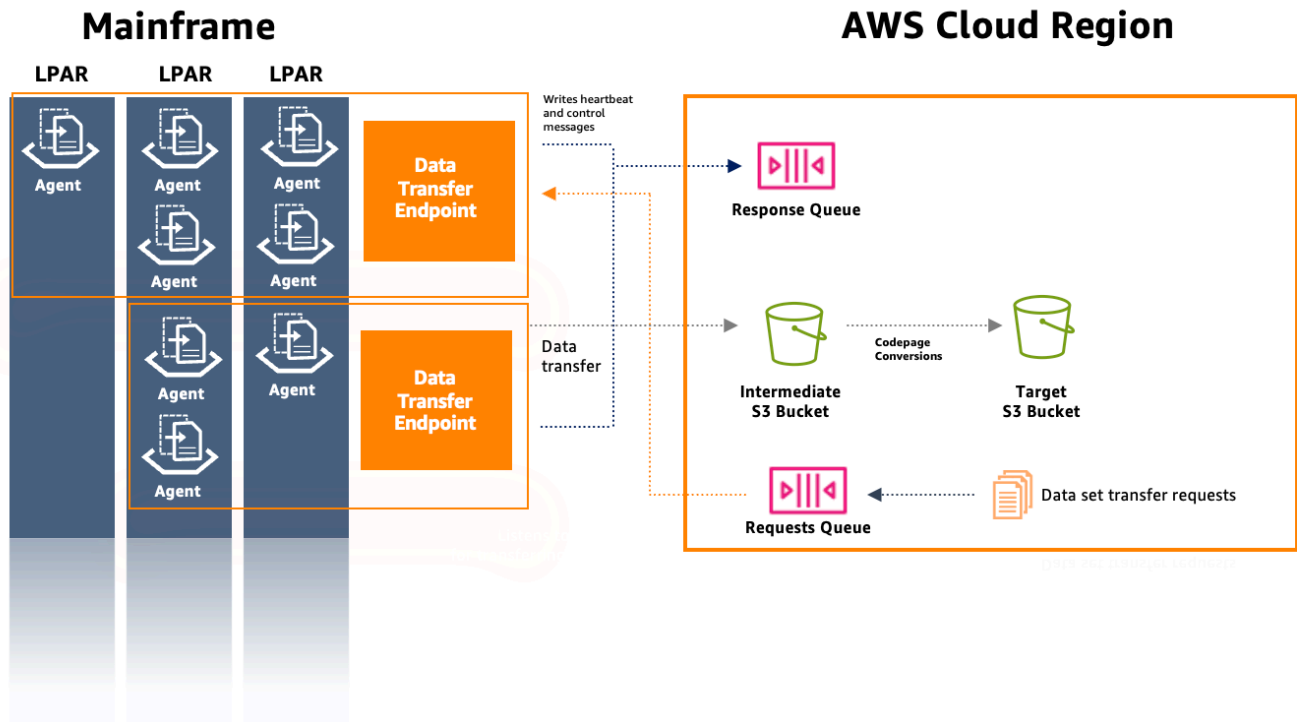 Mainframe
AWS Cloud Region
LPAR
LPAR
LPAR
Agent
Agent
Agent
Agent
Agent
Data
Transfer
Endpoint
Writes heartbeat
and control
messages
Response Queue
Agent
Agent
Agent
Data
Transfer
Endpoint
Data
transfer
Intermediate
S3 Bucket
Codepage
Conversions
Target
S3 Bucket
Requests Queue
Data set transfer requests